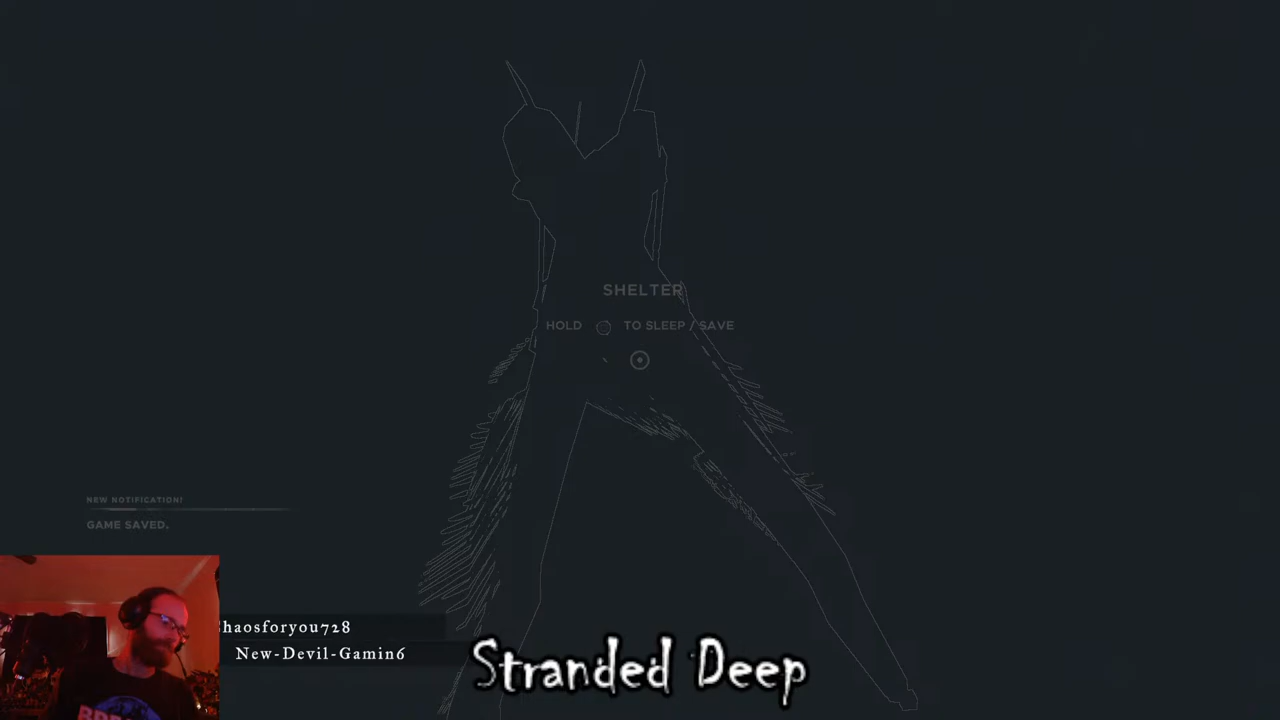 SHELTER
HOLD TO SLEEP / SAVE
NEW NOTIFICATION!
GAME SAVED.
haosforyou728
New-Devil-Gamin6
Stranded Deep